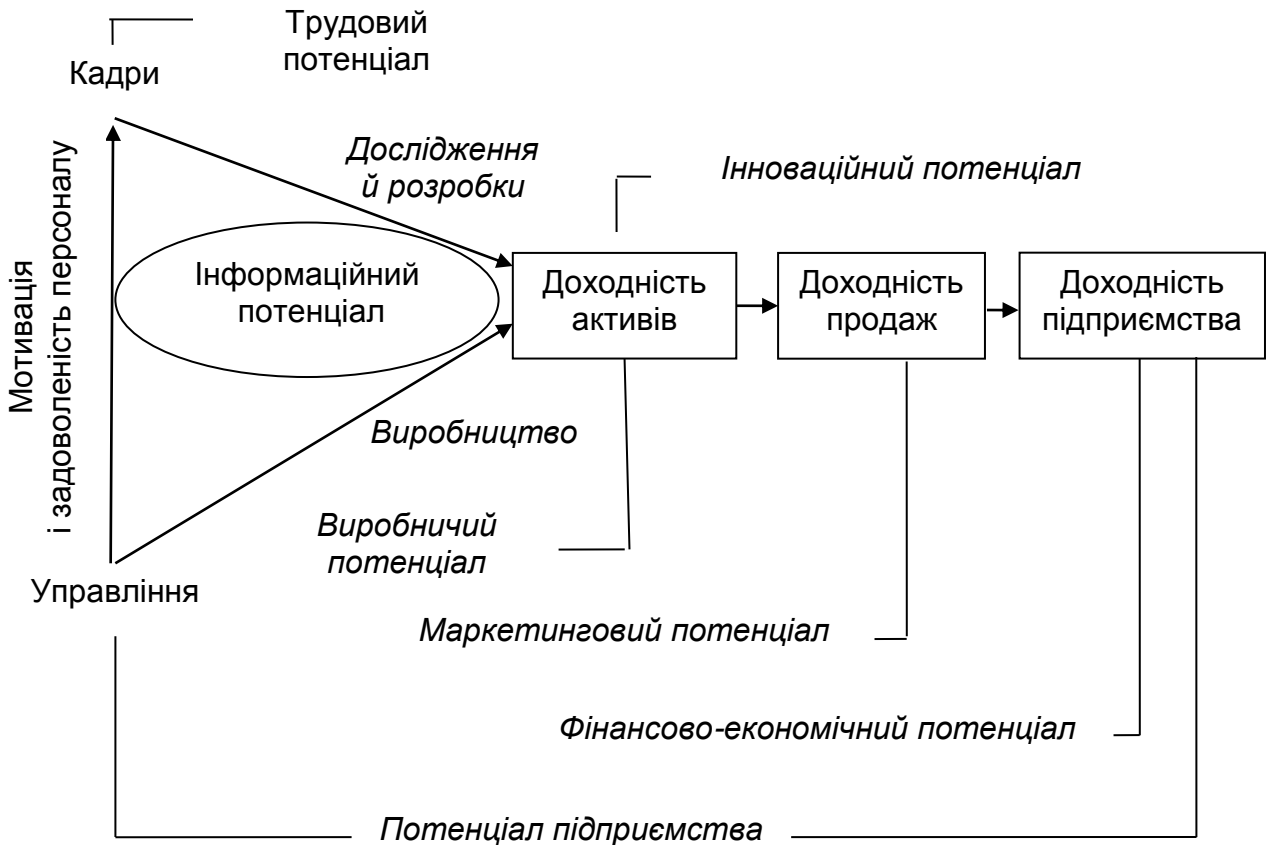 Трудовий
потенціал
Кадри
Мотивація
і задоволеність персоналу
Дослідження
й розробки
Інноваційний потенціал
Інформаційний
потенціал
Доходність
активів
Доходність
продаж
Доходність
підприємства
Виробництво
Виробничий
потенціал
Управління
Маркетинговий потенціал
Фінансово-економічний потенціал
Потенціал підприємства